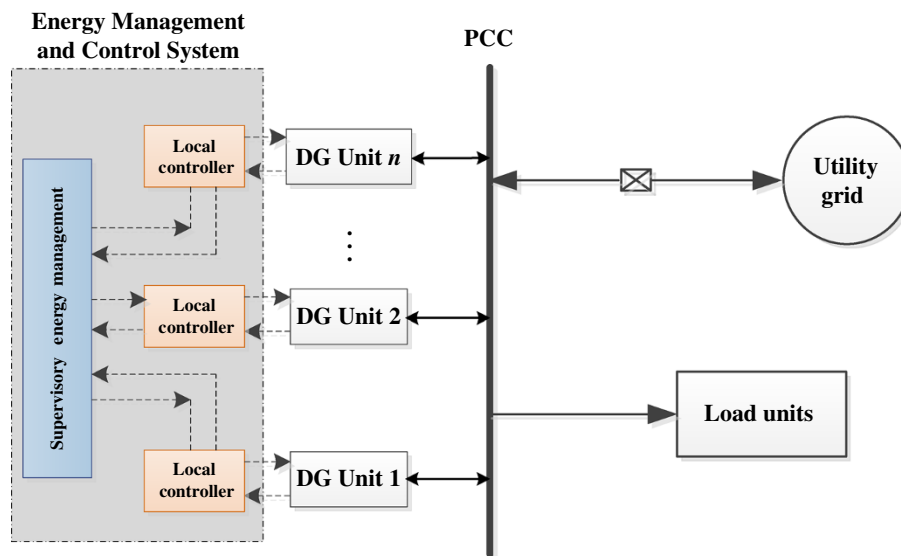 Energy Management
and Control System
PCC
Local
controller
DG Unit n
Utility
grid
Supervisory energy management
⋮
Local
controller
DG Unit 2
Load units
Local
controller
DG Unit 1